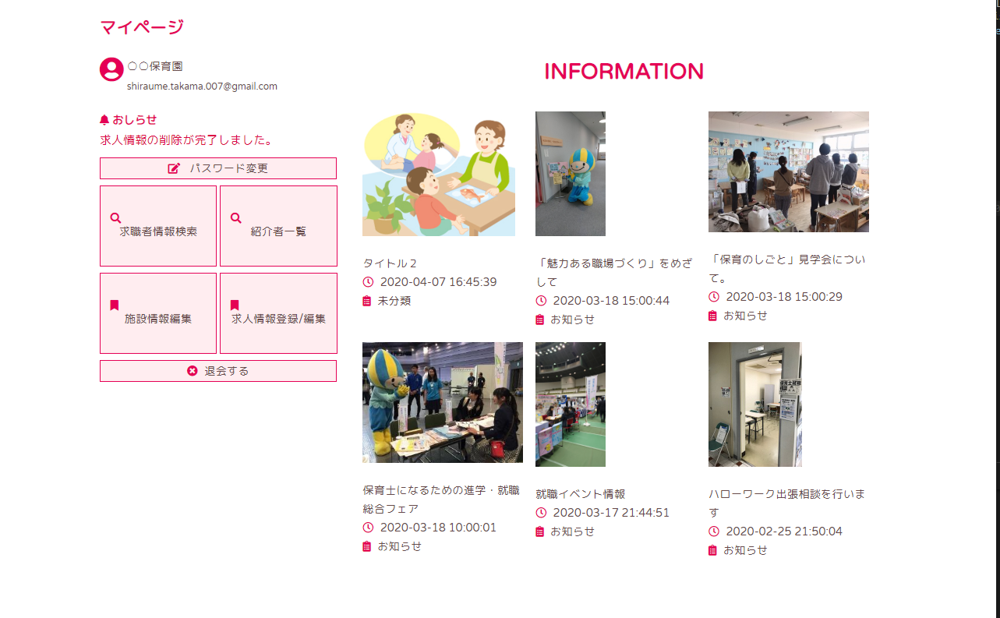 マイページ
〇〇保育園
shiraume.takama.007@gmail.com
おしらせ
求人情報の削除が完了しました。
パスワード変更
求職者情報検索
紹介者一覧
施設情報編集
求人情報登録/編集
退会する
INFORMATION
タイトル２
2020-04-07 16:45:39
未分類
「魅力ある職場づくり」をめざ
して
2020-03-18 15:00:44
お知らせ
「保育のしごと」見学会につい
て。
2020-03-18 15:00:29
お知らせ
保育士になるための進学・就職
総合フェア
2020-03-18 10:00:01
お知らせ
就職イベント情報
2020-03-17 21:44:51
お知らせ
ハローワーク出張相談を行いま
す
2020-02-25 21:50:04
お知らせ